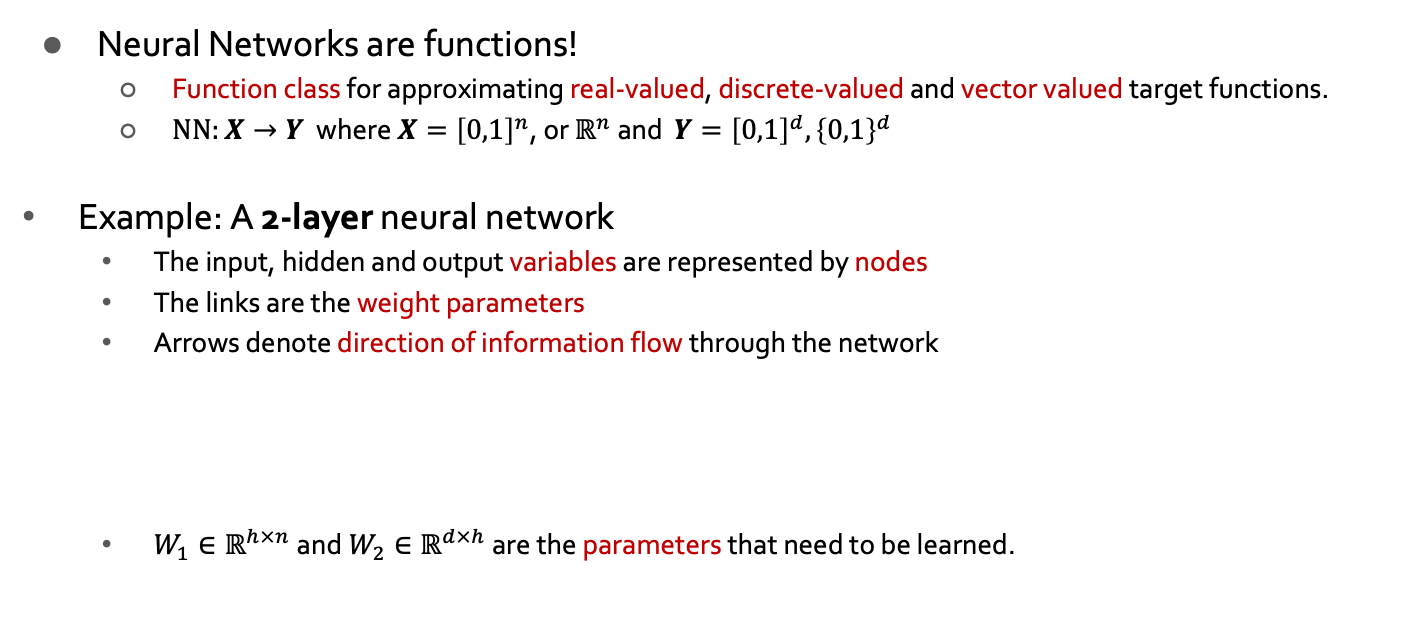 ● Neural Networks are functions!
○ Function class for approximating real-valued, discrete-valued and vector valued target functions.
○ NN: X → Y where X = [0,1]ⁿ, or ℝⁿ and Y = [0,1]ᵈ, {0,1}ᵈ
• Example: A 2-layer neural network
• The input, hidden and output variables are represented by nodes
• The links are the weight parameters
• Arrows denote direction of information flow through the network
• W₁ ∈ ℝʰˣⁿ and W₂ ∈ ℝᵈˣʰ are the parameters that need to be learned.